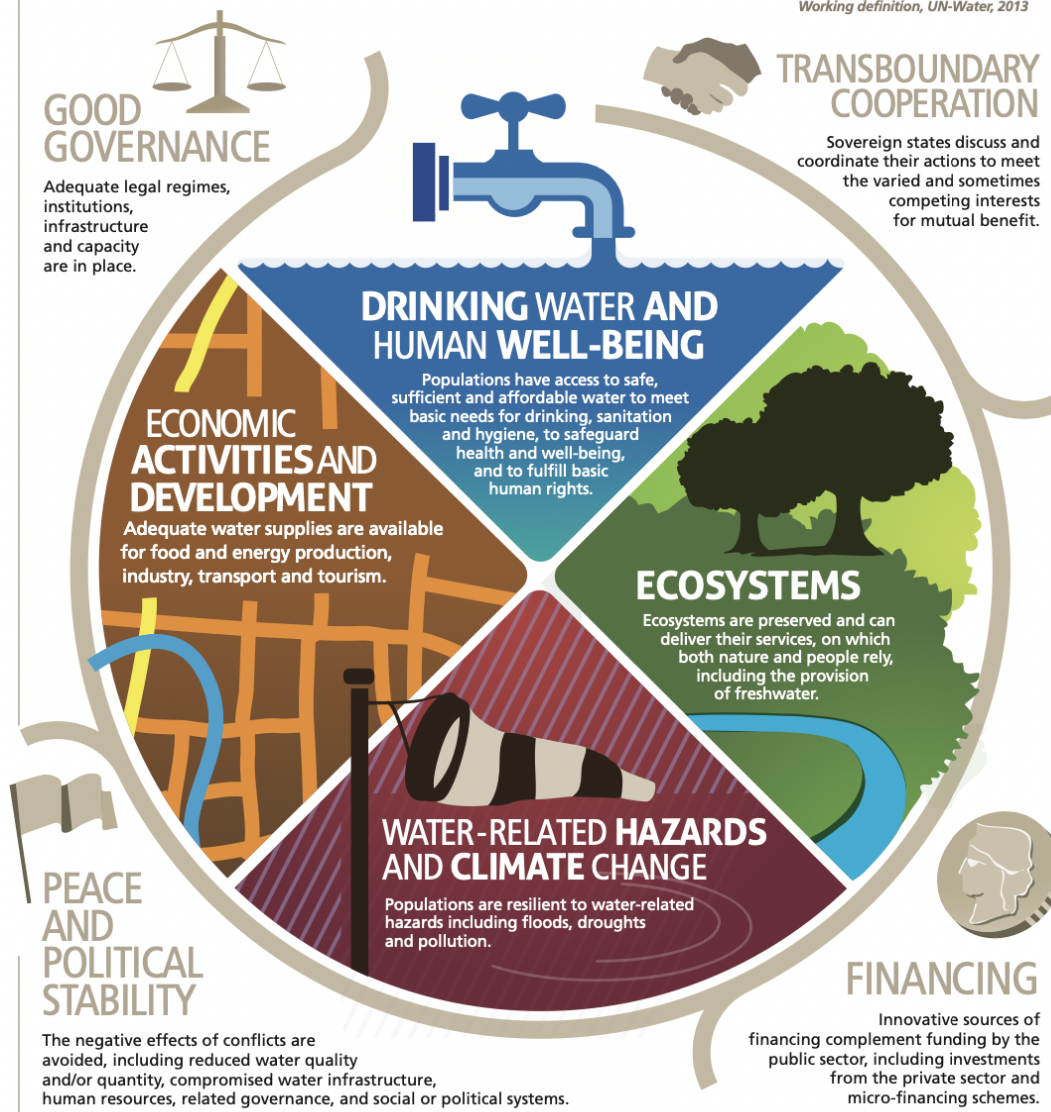 Working definition, UN-Water, 2013
GOOD
GOVERNANCE
Adequate legal regimes,
institutions,
infrastructure
and capacity
are in place.
TRANSBOUNDARY
COOPERATION
Sovereign states discuss and
coordinate their actions to meet
the varied and sometimes
competing interests
for mutual benefit.
DRINKING WATER AND
HUMAN WELL-BEING
Populations have access to safe,
sufficient and affordable water to meet
basic needs for drinking, sanitation
and hygiene, to safeguard
health and well-being,
and to fulfill basic
human rights.
ECONOMIC
ACTIVITIES AND
DEVELOPMENT
Adequate water supplies are available
for food and energy production,
industry, transport and tourism.
ECOSYSTEMS
Ecosystems are preserved and can
deliver their services, on which
both nature and people rely,
including the provision
of freshwater.
WATER-RELATED HAZARDS
AND CLIMATE CHANGE
Populations are resilient to water-related
hazards including floods, droughts
and pollution.
PEACE
AND
POLITICAL
STABILITY
The negative effects of conflicts are
avoided, including reduced water quality
and/or quantity, compromised water infrastructure,
human resources, related governance, and social or political systems.
FINANCING
Innovative sources of
financing complement funding by the
public sector, including investments
from the private sector and
micro-financing schemes.